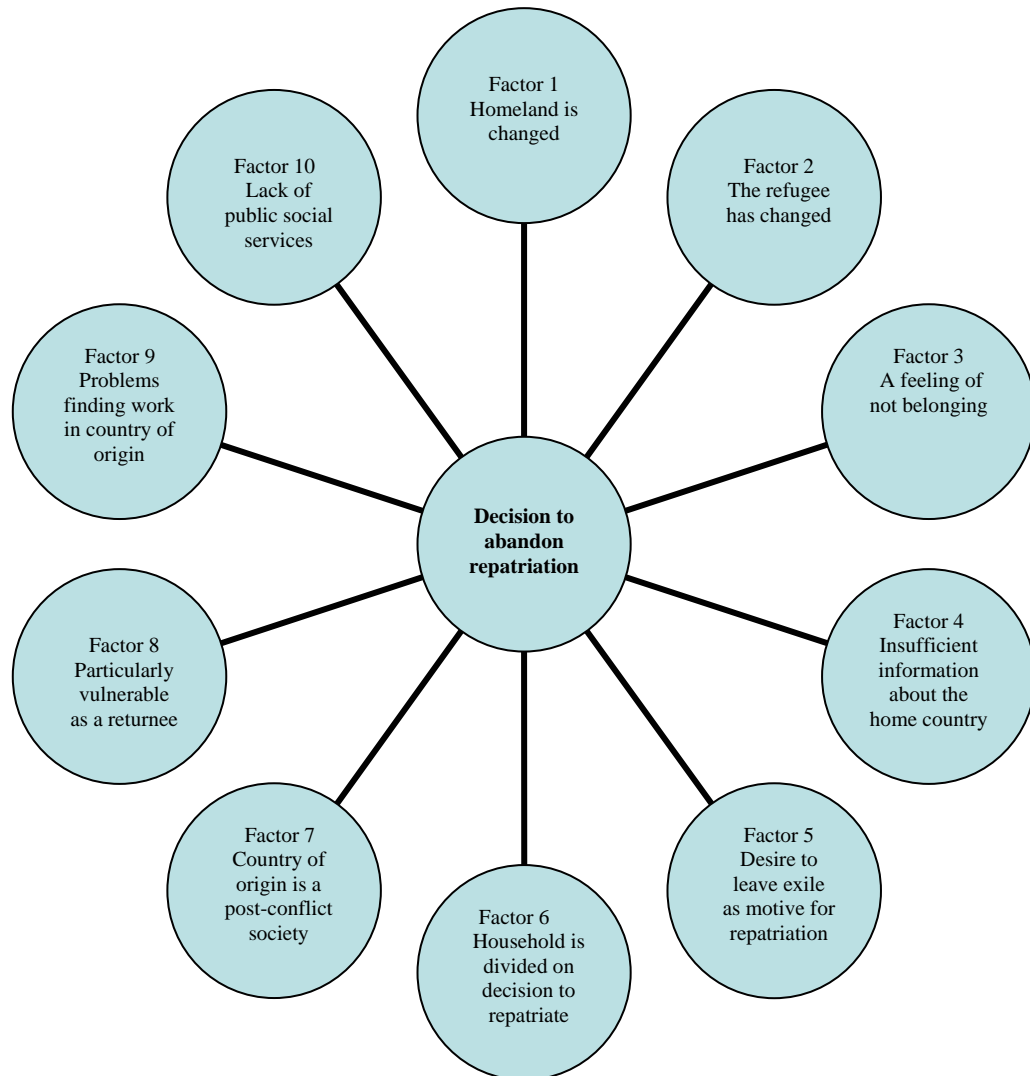 Factor 1
Homeland is
changed
Factor 2
The refugee
has changed
Factor 3
A feeling of
not belonging
Factor 4
Insufficient
information
about the
home country
Factor 5
Desire to
leave exile
as motive for
repatriation
Factor 6
Household is
divided on
decision to
repatriate
Factor 7
Country of
origin is a
post-conflict
society
Factor 8
Particularly
vulnerable
as a returnee
Factor 9
Problems
finding work
in country of
origin
Factor 10
Lack of
public social
services
Decision to
abandon
repatriation